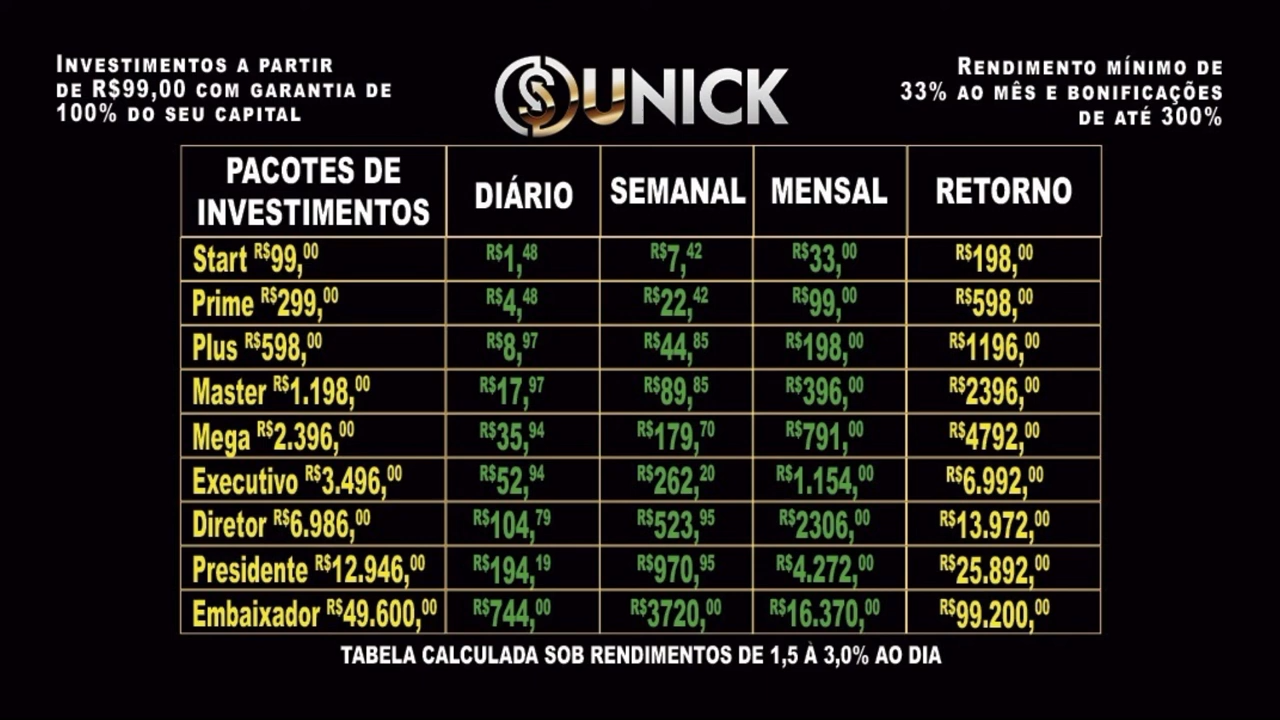 INVESTIMENTOS A PARTIR
DE R$99,00 COM GARANTIA DE
100% DO SEU CAPITAL
UNICK
RENDIMENTO MÍNIMO DE
33% AO MÊS E BONIFICAÇÕES
DE ATÉ 300%
PACOTES DE
INVESTIMENTOS
DIÁRIO SEMANAL MENSAL RETORNO
Start R$99,00 R$1,48 R$7,42 R$33,00 R$198,00
Prime R$299,00 R$4,48 R$22,42 R$99,00 R$598,00
Plus R$598,00 R$8,97 R$44,85 R$198,00 R$1196,00
Master R$1.198,00 R$17,97 R$89,85 R$396,00 R$2396,00
Mega R$2.396,00 R$35,94 R$179,70 R$791,00 R$4792,00
Executivo R$3.496,00 R$52,94 R$262,20 R$1.154,00 R$6.992,00
Diretor R$6.986,00 R$104,79 R$523,95 R$2306,00 R$13.972,00
Presidente R$12.946,00 R$194,19 R$970,95 R$4.272,00 R$25.892,00
Embaixador R$49.600,00 R$744,00 R$3720,00 R$16.370,00 R$99.200,00
TABELA CALCULADA SOB RENDIMENTOS DE 1,5 À 3,0% AO DIA